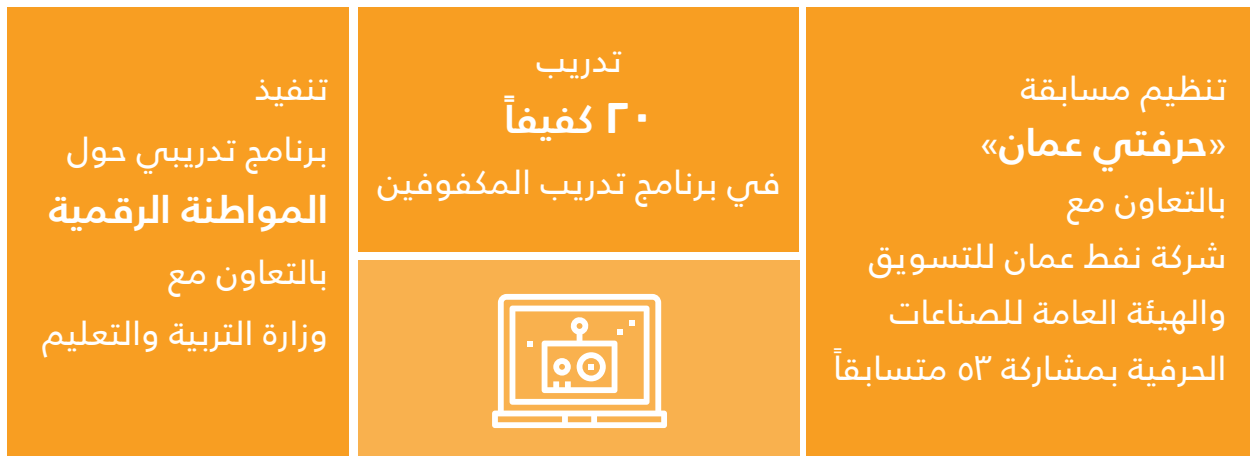 تنظيم مسابقة
«حرفتي عمان»
بالتعاون مع
شركة نفط عمان للتسويق
والهيئة العامة للصناعات
الحرفية بمشاركة ٥٣ متسابقاً
تدريب
٢٠ كفيفاً
في برنامج تدريب المكفوفين
تنفيذ
برنامج تدريبي حول
المواطنة الرقمية
بالتعاون مع
وزارة التربية والتعليم